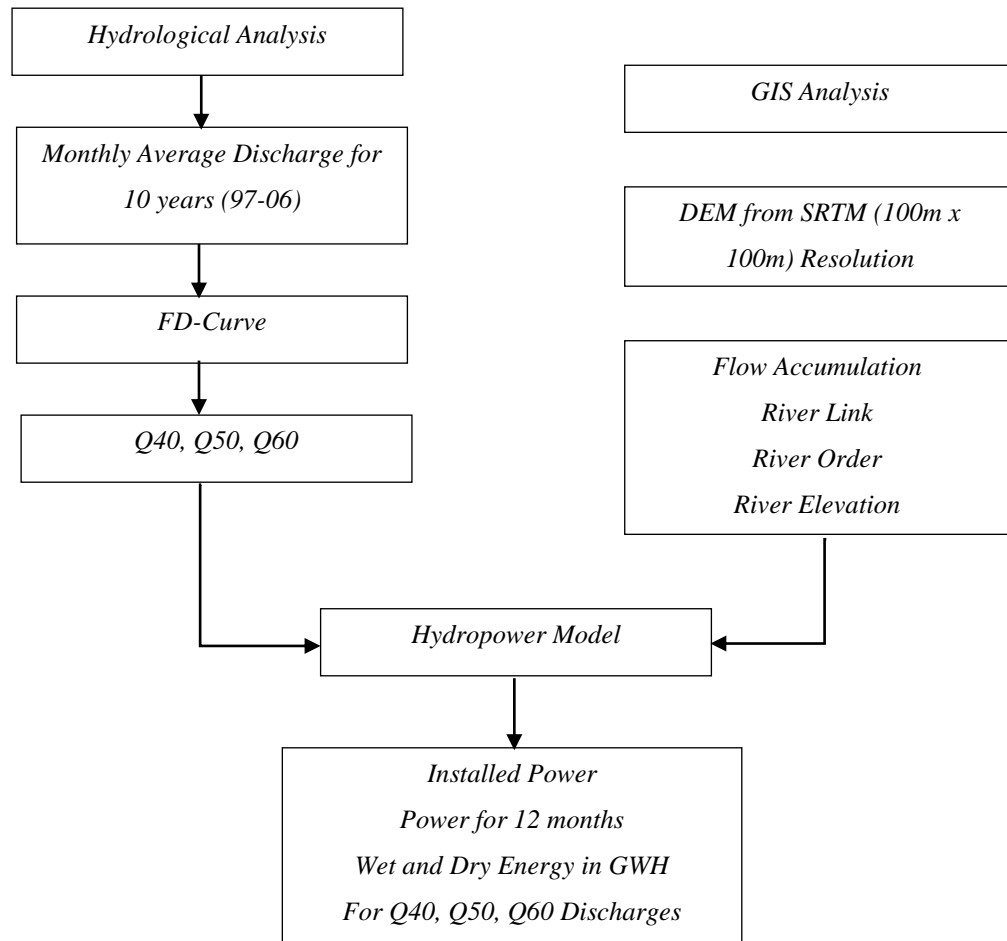 Hydrological Analysis
Monthly Average Discharge for
10 years (97-06)
FD-Curve
Q40, Q50, Q60
GIS Analysis
DEM from SRTM (100m x
100m) Resolution
Flow Accumulation
River Link
River Order
River Elevation
Hydropower Model
Installed Power
Power for 12 months
Wet and Dry Energy in GWH
For Q40, Q50, Q60 Discharges